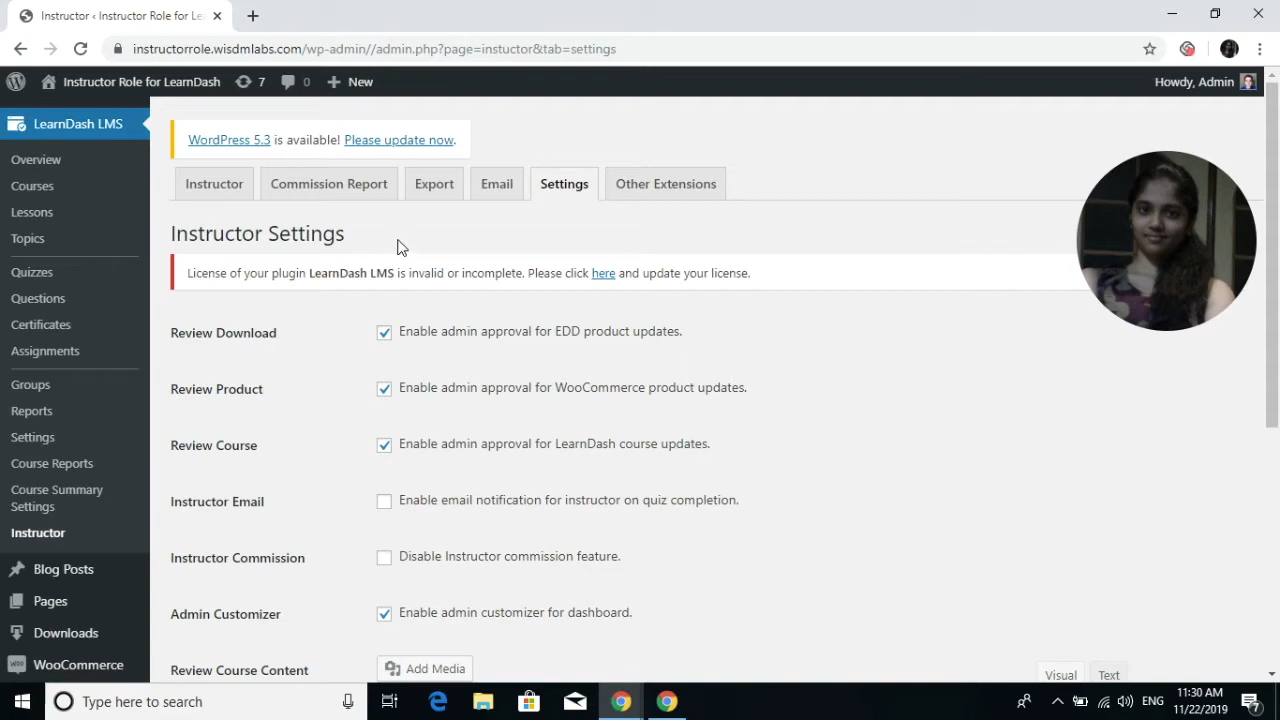 Instructor ‹ Instructor Role for Le
instructorrole.wisdmlabs.com/wp-admin//admin.php?page=instuctor&tab=settings
Instructor Role for LearnDash 7 0 New Howdy, Admin
LearnDash LMS
Overview
Courses
Lessons
Topics
Quizzes
Questions
Certificates
Assignments
Groups
Reports
Settings
Course Reports
Course Summary
Settings
Instructor
Blog Posts
Pages
Downloads
WooCommerce
WordPress 5.3 is available! Please update now.
Instructor Commission Report Export Email Settings Other Extensions
Instructor Settings
License of your plugin LearnDash LMS is invalid or incomplete. Please click here and update your license.
Review Download Enable admin approval for EDD product updates.
Review Product Enable admin approval for WooCommerce product updates.
Review Course Enable admin approval for LearnDash course updates.
Instructor Email Enable email notification for instructor on quiz completion.
Instructor Commission Disable Instructor commission feature.
Admin Customizer Enable admin customizer for dashboard.
Review Course Content Add Media Visual Text
Type here to search
ENG
11:30 AM
11/22/2019
7